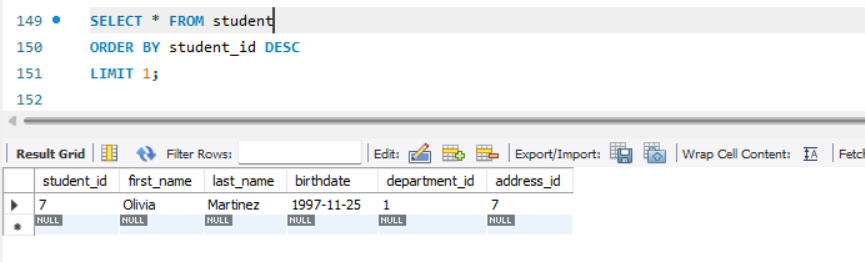 149 SELECT * FROM student
150 ORDER BY student_id DESC
151 LIMIT 1;
152
Result Grid Filter Rows: Edit: Export/Import: Wrap Cell Content: IA Fetch
student_id first_name last_name birthdate department_id address_id
7 Olivia Martinez 1997-11-25 1 7
NULL NULL NULL NULL NULL NULL